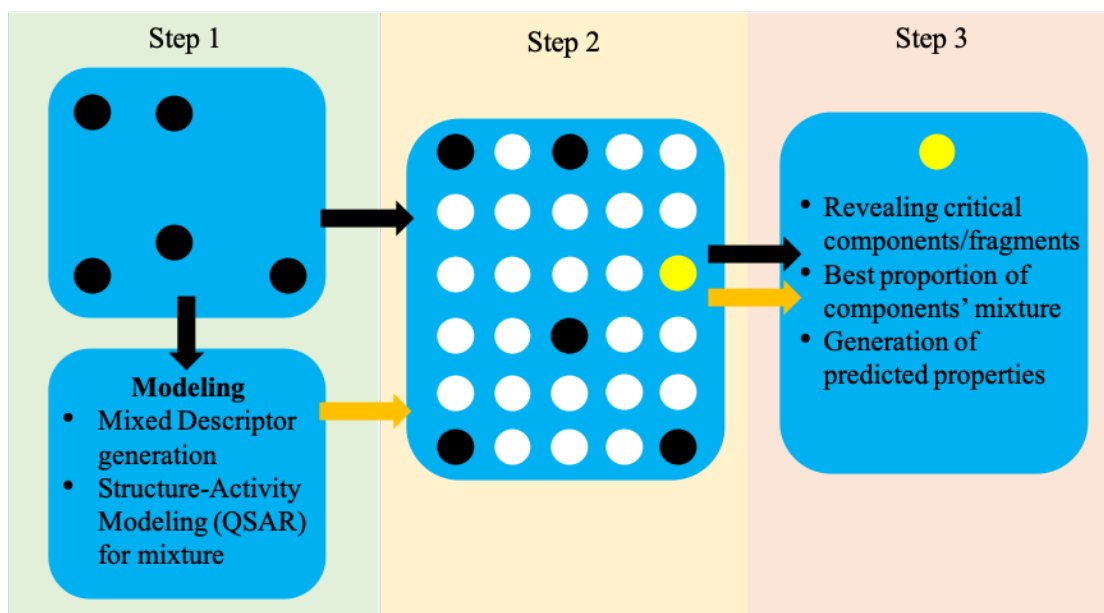 Step 1
Modeling
• Mixed Descriptor
generation
• Structure-Activity
Modeling (QSAR)
for mixture
Step 2
Step 3
• Revealing critical
components/fragments
• Best proportion of
components’ mixture
• Generation of
predicted properties